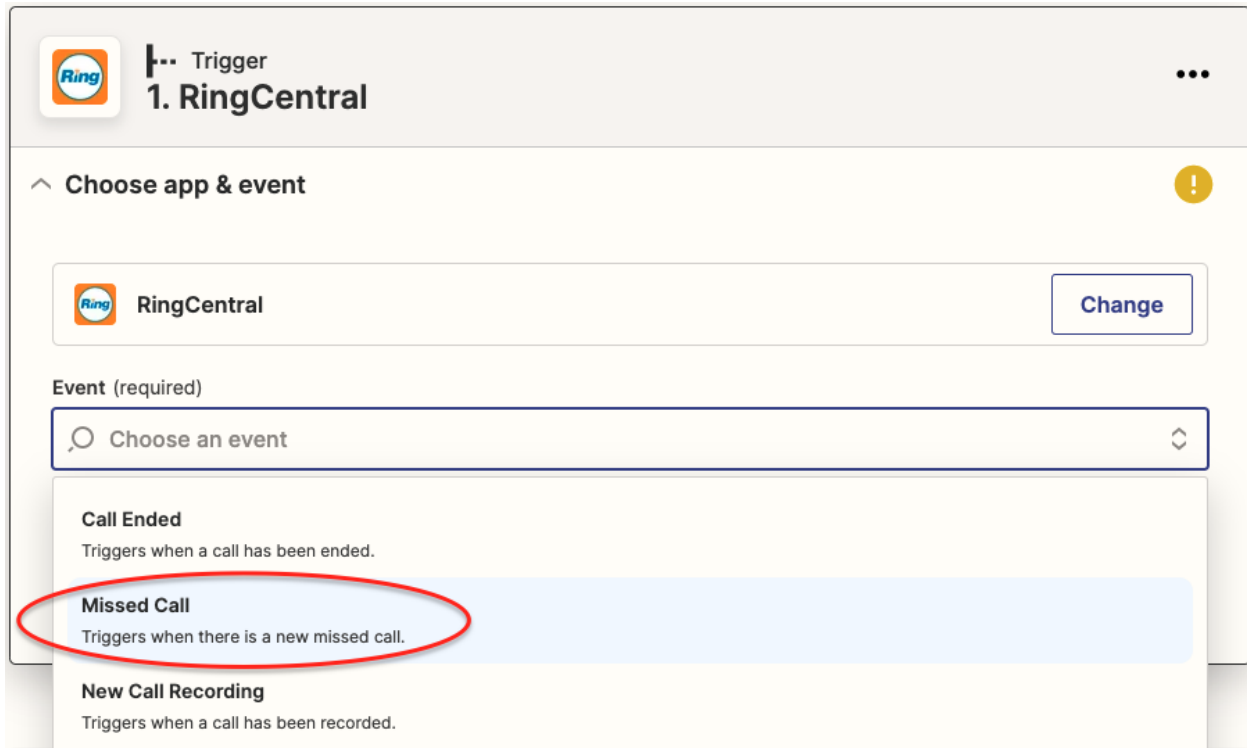 Ring
Trigger
1. RingCentral
Choose app & event
!
Ring
RingCentral
Change
Event (required)
Choose an event
Call Ended
Triggers when a call has been ended.
Missed Call
Triggers when there is a new missed call.
New Call Recording
Triggers when a call has been recorded.